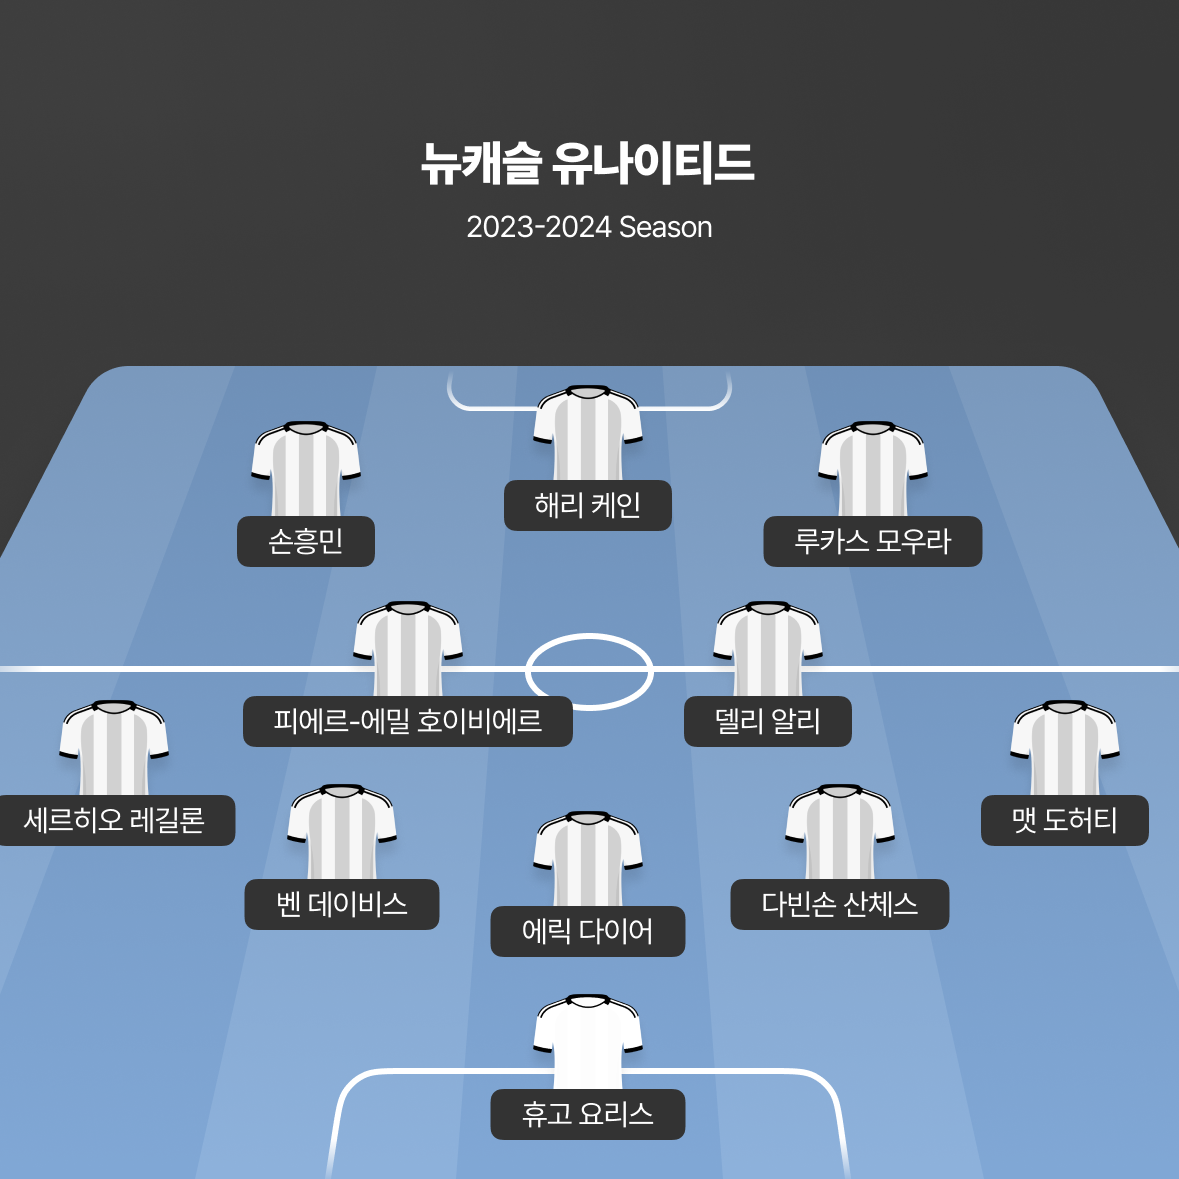 뉴캐슬 유나이티드
2023-2024 Season
해리 케인
손흥민
루카스 모우라
피에르-에밀 호이비에르
델리 알리
세르히오 레길론
맷 도허티
벤 데이비스
다빈손 산체스
에릭 다이어
휴고 요리스